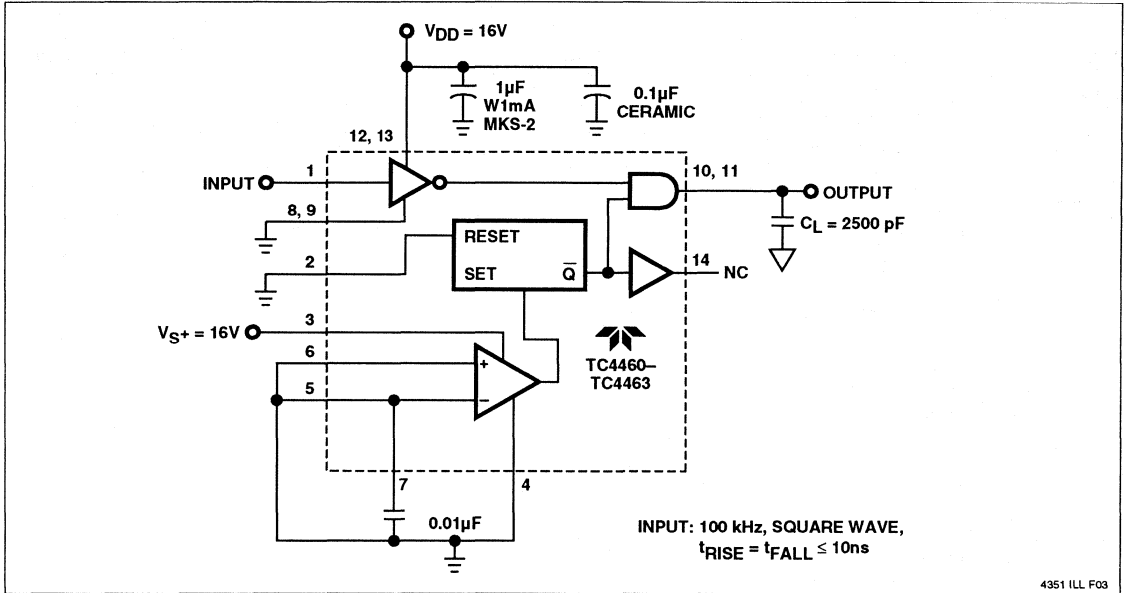 VDD = 16V
1µF
W1mA
MKS-2
0.1µF
CERAMIC
12, 13
INPUT
1
10, 11
OUTPUT
8, 9
CL = 2500 pF
RESET
2
SET
Q̅
14
NC
VS+ = 16V
3
6
+
TC4460–
TC4463
5
–
7
4
0.01µF
INPUT: 100 kHz, SQUARE WAVE,
tRISE = tFALL ≤ 10ns
4351 ILL F03